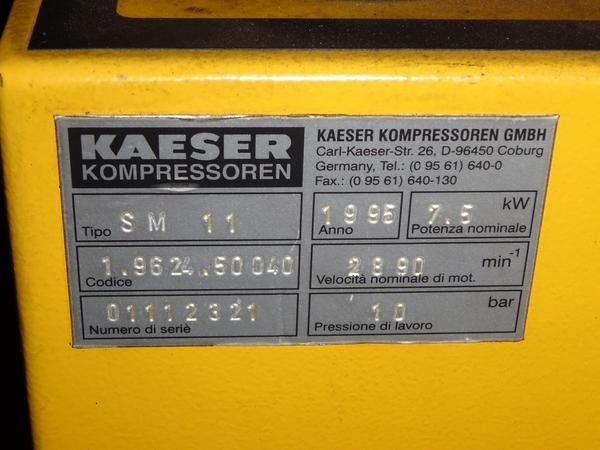 KAESER
KOMPRESSOREN
KAESER KOMPRESSOREN GMBH
Carl-Kaeser-Str. 26, D-96450 Coburg
Germany, Tel.: (0 95 61) 640-0
Fax.: (0 95 61) 640-130
Tipo SM 11
Anno 1995
7.5 kW
Potenza nominale
1.9624.50040
Codice
2890 min-1
Velocità nominale di mot.
01112321
Numero di seriè
10 bar
Pressione di lavoro